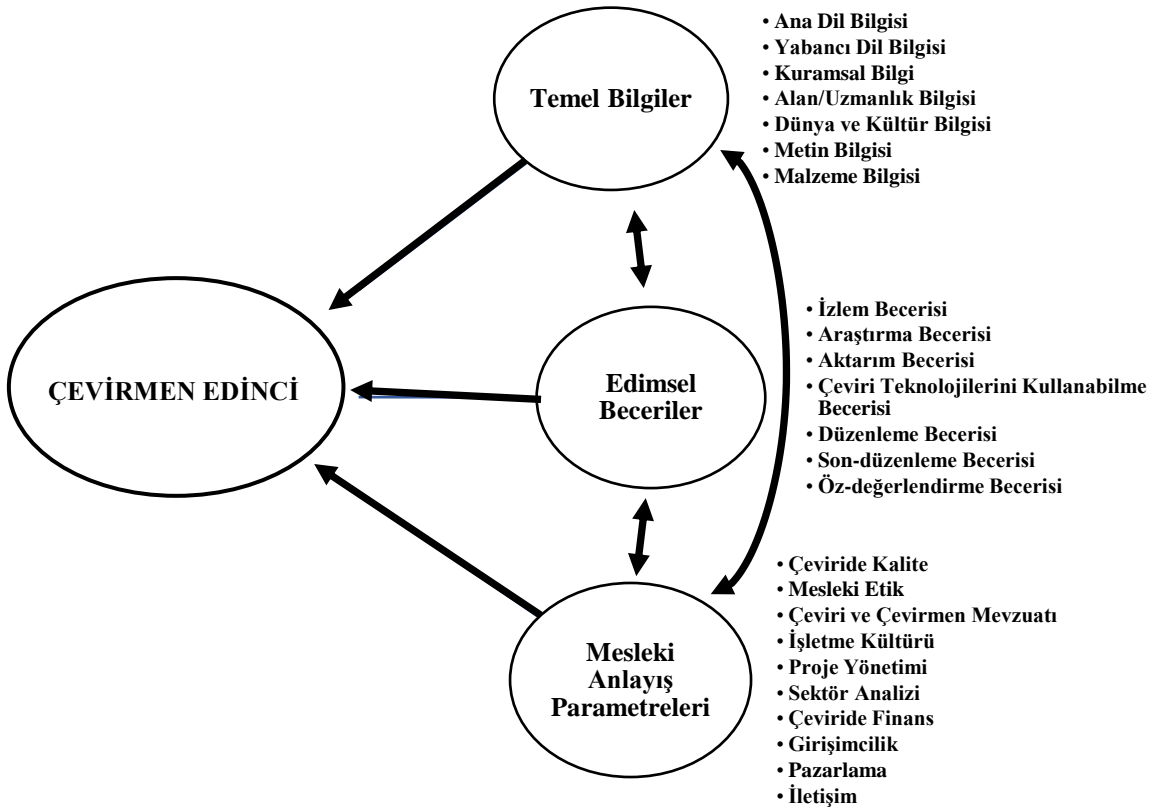 Temel Bilgiler
• Ana Dil Bilgisi
• Yabancı Dil Bilgisi
• Kuramsal Bilgi
• Alan/Uzmanlık Bilgisi
• Dünya ve Kültür Bilgisi
• Metin Bilgisi
• Malzeme Bilgisi
ÇEVİRMEN EDİNCİ
Edimsel
Beceriler
• İzlem Becerisi
• Araştırma Becerisi
• Aktarım Becerisi
• Çeviri Teknolojilerini Kullanabilme
Becerisi
• Düzenleme Becerisi
• Son-düzenleme Becerisi
• Öz-değerlendirme Becerisi
Mesleki
Anlayış
Parametreleri
• Çeviride Kalite
• Mesleki Etik
• Çeviri ve Çevirmen Mevzuatı
• İşletme Kültürü
• Proje Yönetimi
• Sektör Analizi
• Çeviride Finans
• Girişimcilik
• Pazarlama
• İletişim